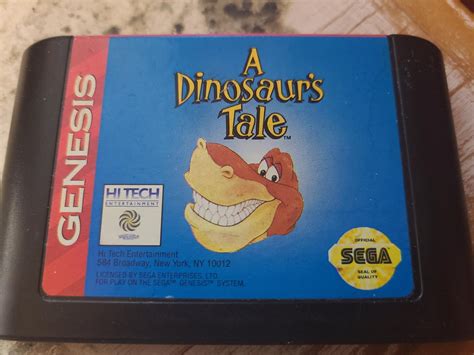 GENESIS
A
Dinosaur's
Tale™
HI TECH
ENTERTAINMENT
Hi Tech Entertainment
584 Broadway, New York, NY 10012
LICENSED BY SEGA ENTERPRISES, LTD.
FOR PLAY ON THE SEGA™ GENESIS™ SYSTEM.
OFFICIAL
SEGA
SEAL OF
QUALITY